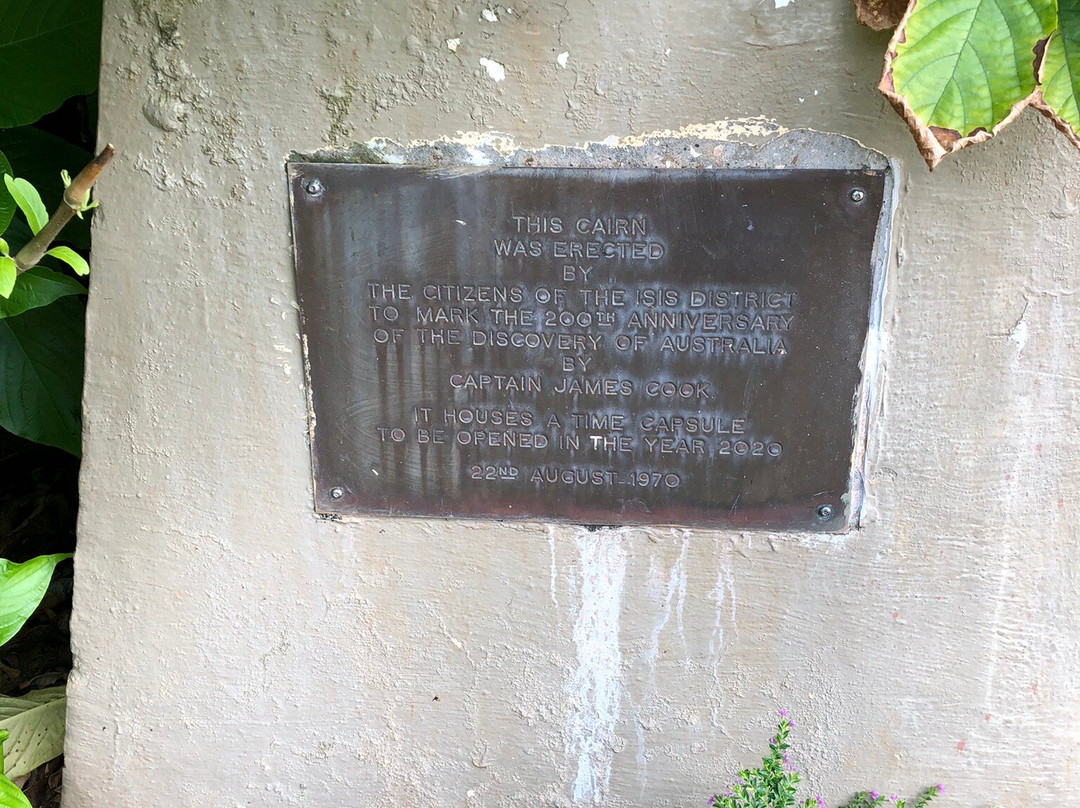 THIS CAIRN
WAS ERECTED
BY
THE CITIZENS OF THE ISIS DISTRICT
TO MARK THE 200TH ANNIVERSARY
OF THE DISCOVERY OF AUSTRALIA
BY
CAPTAIN JAMES COOK.
IT HOUSES A TIME CAPSULE
TO BE OPENED IN THE YEAR 2020
22ND AUGUST 1970